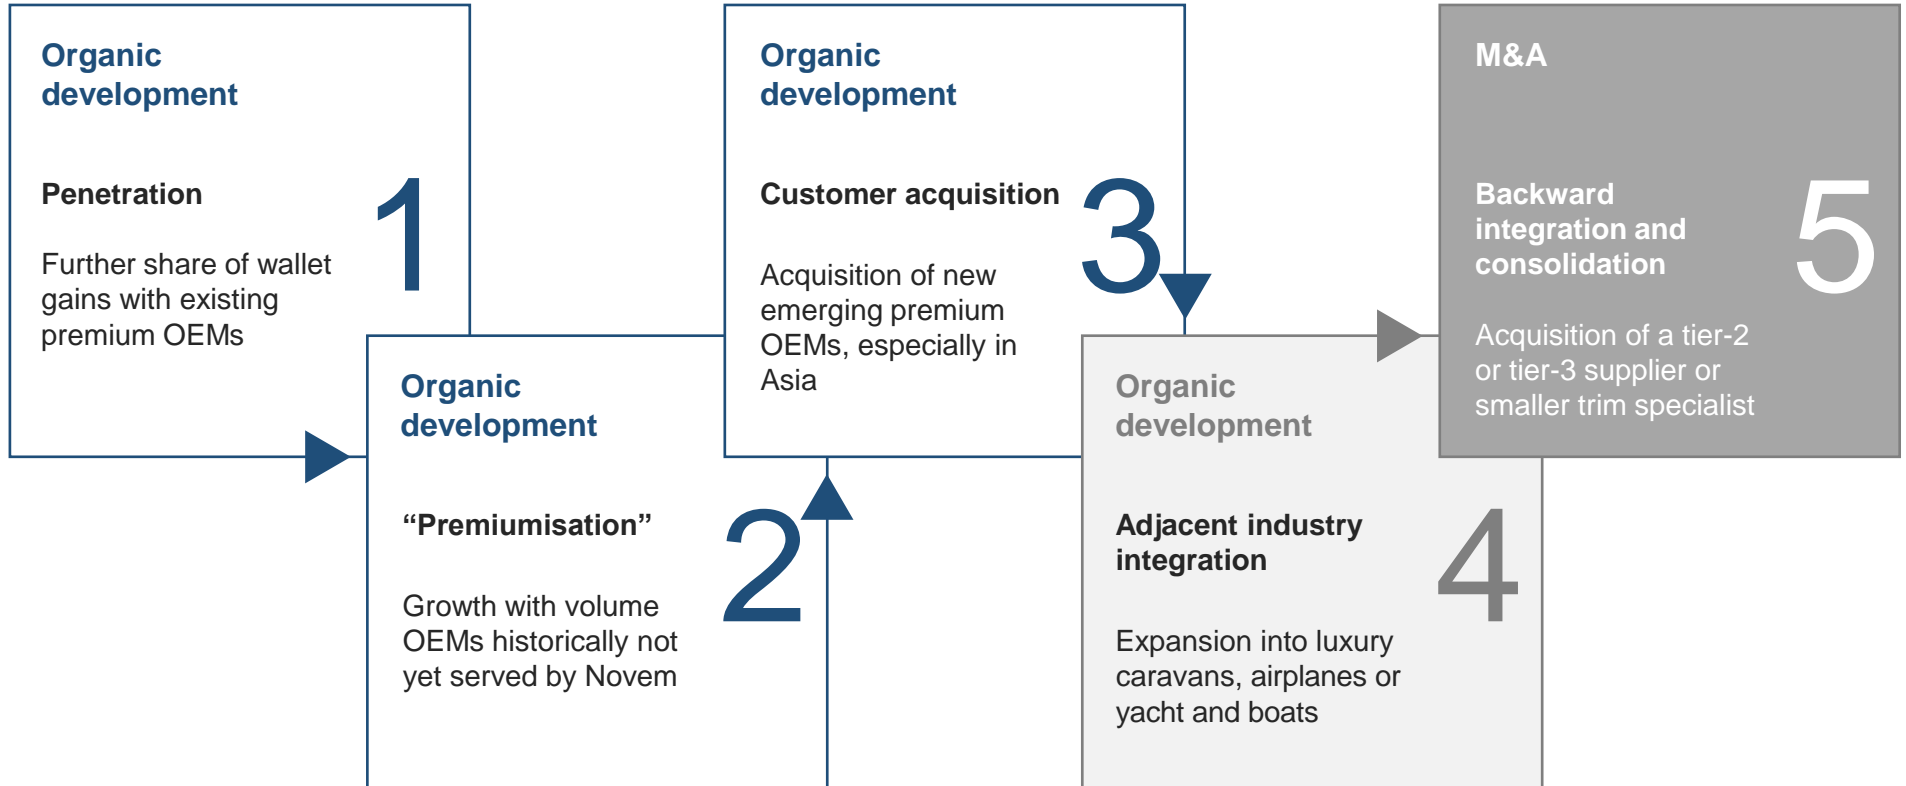 Organic
development
Penetration
1
Further share of wallet
gains with existing
premium OEMs
Organic
development
“Premiumisation”
2
Growth with volume
OEMs historically not
yet served by Novem
Organic
development
Customer acquisition
3
Acquisition of new
emerging premium
OEMs, especially in
Asia
Organic
development
Adjacent industry
integration
4
Expansion into luxury
caravans, airplanes or
yacht and boats
M&A
Backward
integration and
consolidation
5
Acquisition of a tier-2
or tier-3 supplier or
smaller trim specialist